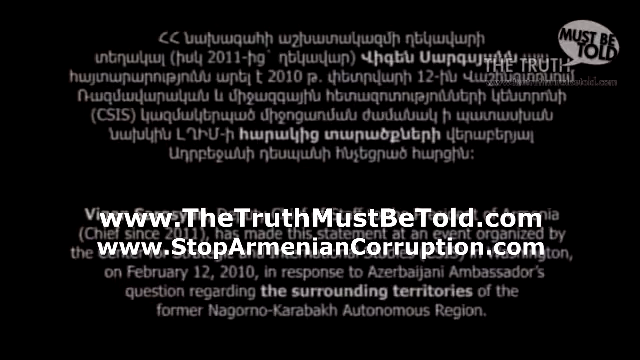 ՀՀ նախագահի աշխատակազմի ղեկավարի
տեղակալ (իսկ 2011-ից՝ ղեկավար) Վիգեն Սարգսյանն
հայտարարությունն արել է 2010 թ. փետրվարի 12-ին Վաշինգտոնում
Ռազմավարական և միջազգային հետազոտությունների կենտրոնի
(CSIS) կազմակերպած միջոցառման ժամանակ ի պատասխան
նախկին ԼՂԻՄ-ի հարակից տարածքների վերաբերյալ
Ադրբեջանի դեսպանի հնչեցրած հարցին:
MUST BE
TOLD
THE TRUTH
www.TheTruthMustBeTold.com
(Chief since 2011), has made this statement at an event organized by
www.StopArmenianCorruption.com
on February 12, 2010, in response to Azerbaijani Ambassador's
question regarding the surrounding territories of the
former Nagorno-Karabakh Autonomous Region.